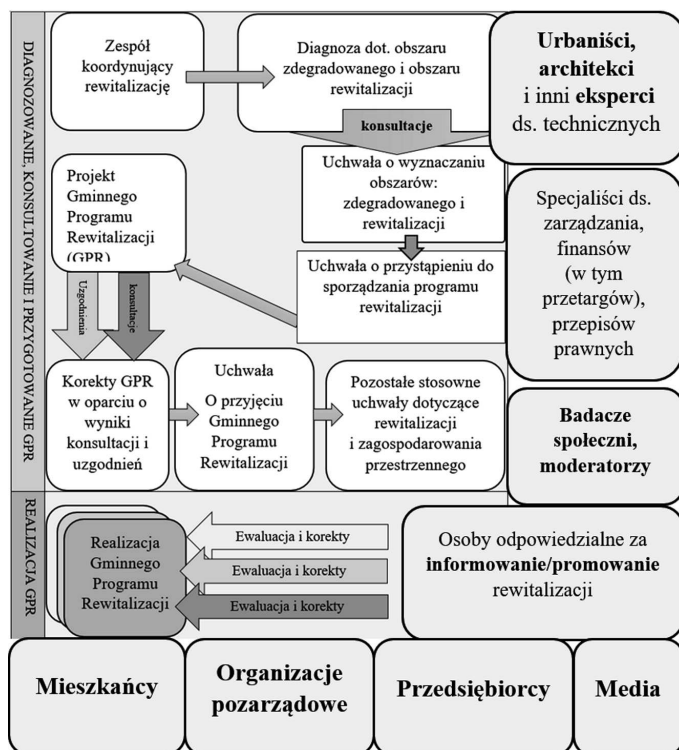 DIAGNOZOWANIE, KONSULTOWANIE I PRZYGOTOWANIE GPR
Zespół
koordynujący
rewitalizację
Diagnoza dot. obszaru
zdegradowanego i obszaru
rewitalizacji
konsultacje
Uchwała o wyznaczaniu
obszarów:
zdegradowanego i
rewitalizacji
Uchwała o przystąpieniu do
sporządzania programu
rewitalizacji
Projekt
Gminnego
Programu
Rewitalizacji
(GPR)
Uzgodnienia
konsultacje
Korekty GPR
w oparciu o
wyniki
konsultacji i
uzgodnień
Uchwała
O przyjęciu
Gminnego
Programu
Rewitalizacji
Pozostałe stosowne
uchwały dotyczące
rewitalizacji
i zagospodarowania
przestrzennego
Urbaniści,
architekci
i inni eksperci
ds. technicznych
Specjaliści ds.
zarządzania,
finansów
(w tym
przetargów),
przepisów
prawnych
Badacze
społeczni,
moderatorzy
REALIZACJA GPR
Realizacja
Gminnego
Programu
Rewitalizacji
Ewaluacja i korekty
Ewaluacja i korekty
Ewaluacja i korekty
Osoby odpowiedzialne za
informowanie/promowanie
rewitalizacji
Mieszkańcy
Organizacje
pozarządowe
Przedsiębiorcy
Media